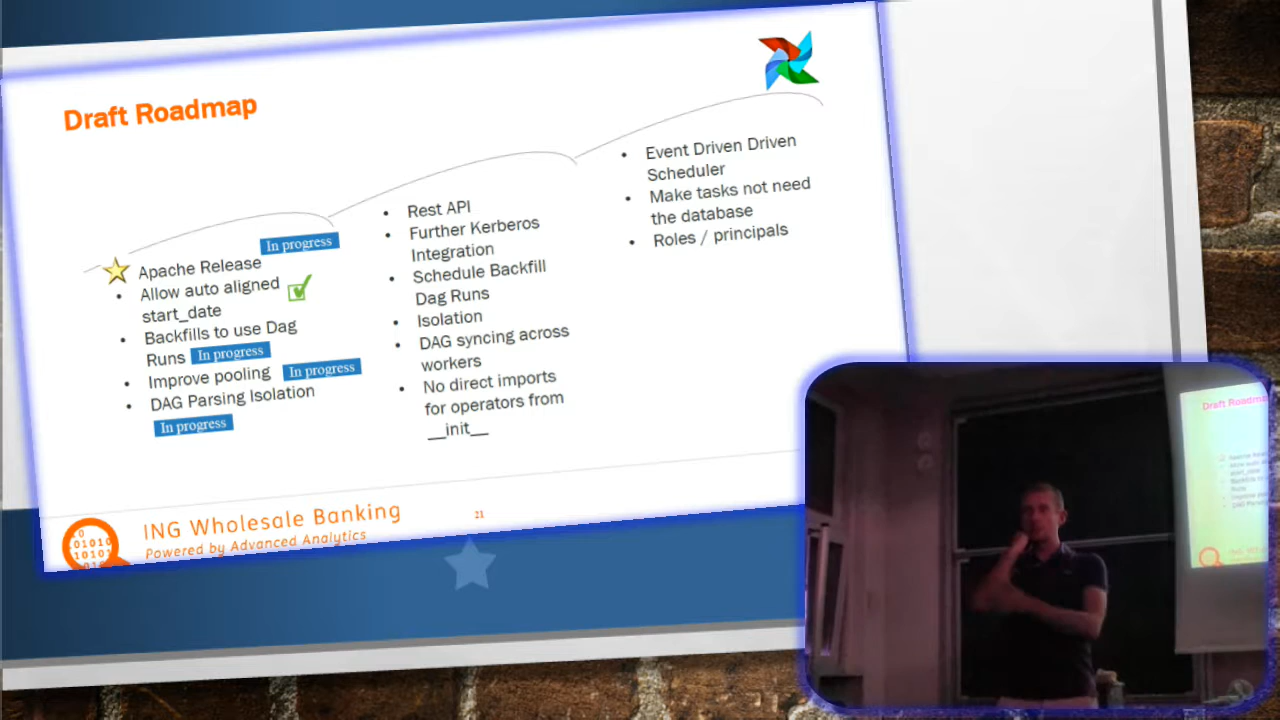 Draft Roadmap
In progress
Apache Release
Allow auto aligned
start_date
Backfills to use Dag
Runs In progress
Improve pooling In progress
DAG Parsing Isolation
In progress
Rest API
Further Kerberos
Integration
Schedule Backfill
Dag Runs
Isolation
DAG syncing across
workers
No direct imports
for operators from
__init__
Event Driven Driven
Scheduler
Make tasks not need
the database
Roles / principals
ING Wholesale Banking
Powered by Advanced Analytics
21
Draft Roadmap